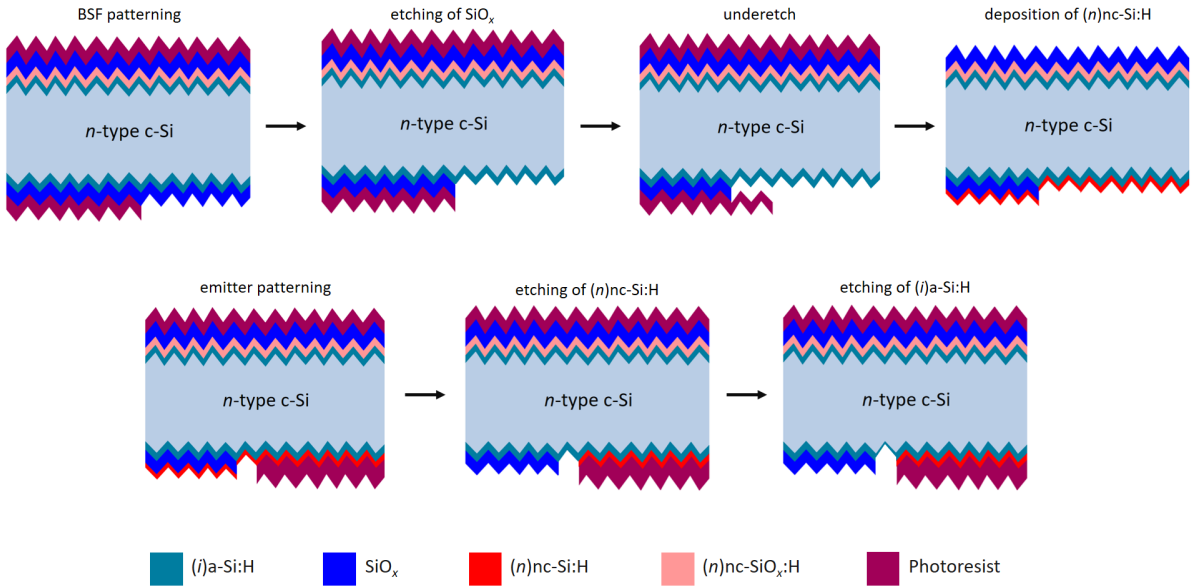 BSF patterning
etching of SiOₓ
underetch
deposition of (n)nc-Si:H
n-type c-Si
n-type c-Si
n-type c-Si
n-type c-Si
emitter patterning
etching of (n)nc-Si:H
etching of (i)a-Si:H
n-type c-Si
n-type c-Si
n-type c-Si
(i)a-Si:H
SiOₓ
(n)nc-Si:H
(n)nc-SiOₓ:H
Photoresist